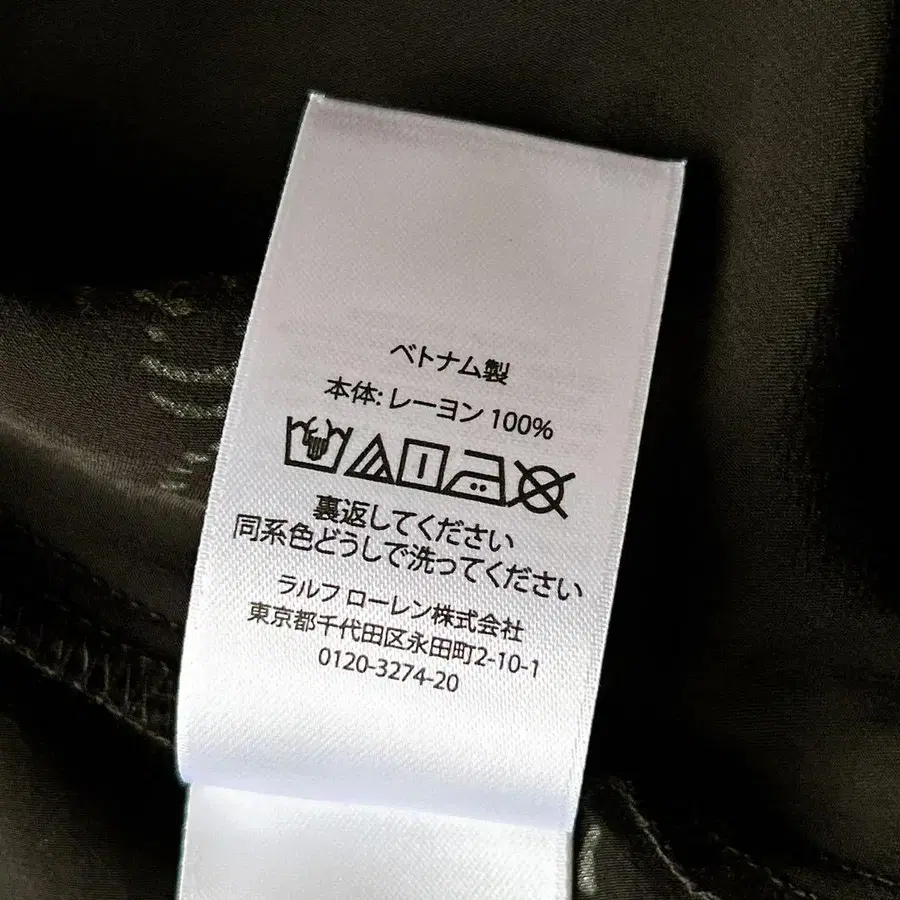 ベトナム製
本体: レーヨン 100%
裏返してください
同系色どうしで洗ってください
ラルフ ローレン株式会社
東京都千代田区永田町2-10-1
0120-3274-20